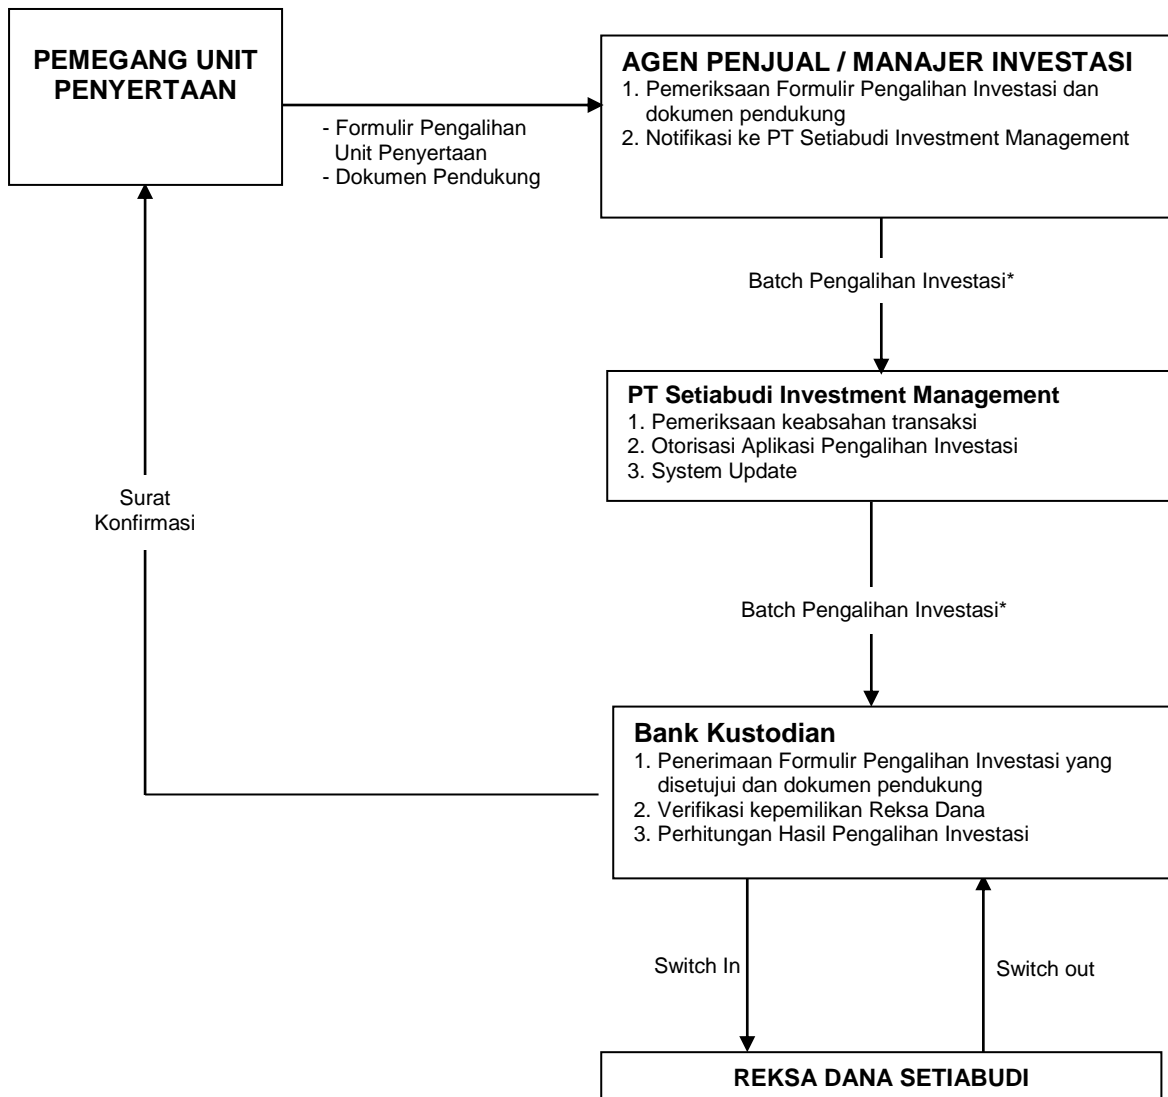 PEMEGANG UNIT
PENYERTAAN
- Formulir Pengalihan
Unit Penyertaan
- Dokumen Pendukung
AGEN PENJUAL / MANAJER INVESTASI
1. Pemeriksaan Formulir Pengalihan Investasi dan
dokumen pendukung
2. Notifikasi ke PT Setiabudi Investment Management
Batch Pengalihan Investasi*
PT Setiabudi Investment Management
1. Pemeriksaan keabsahan transaksi
2. Otorisasi Aplikasi Pengalihan Investasi
3. System Update
Surat
Konfirmasi
Batch Pengalihan Investasi*
Bank Kustodian
1. Penerimaan Formulir Pengalihan Investasi yang
disetujui dan dokumen pendukung
2. Verifikasi kepemilikan Reksa Dana
3. Perhitungan Hasil Pengalihan Investasi
Switch In
Switch out
REKSA DANA SETIABUDI